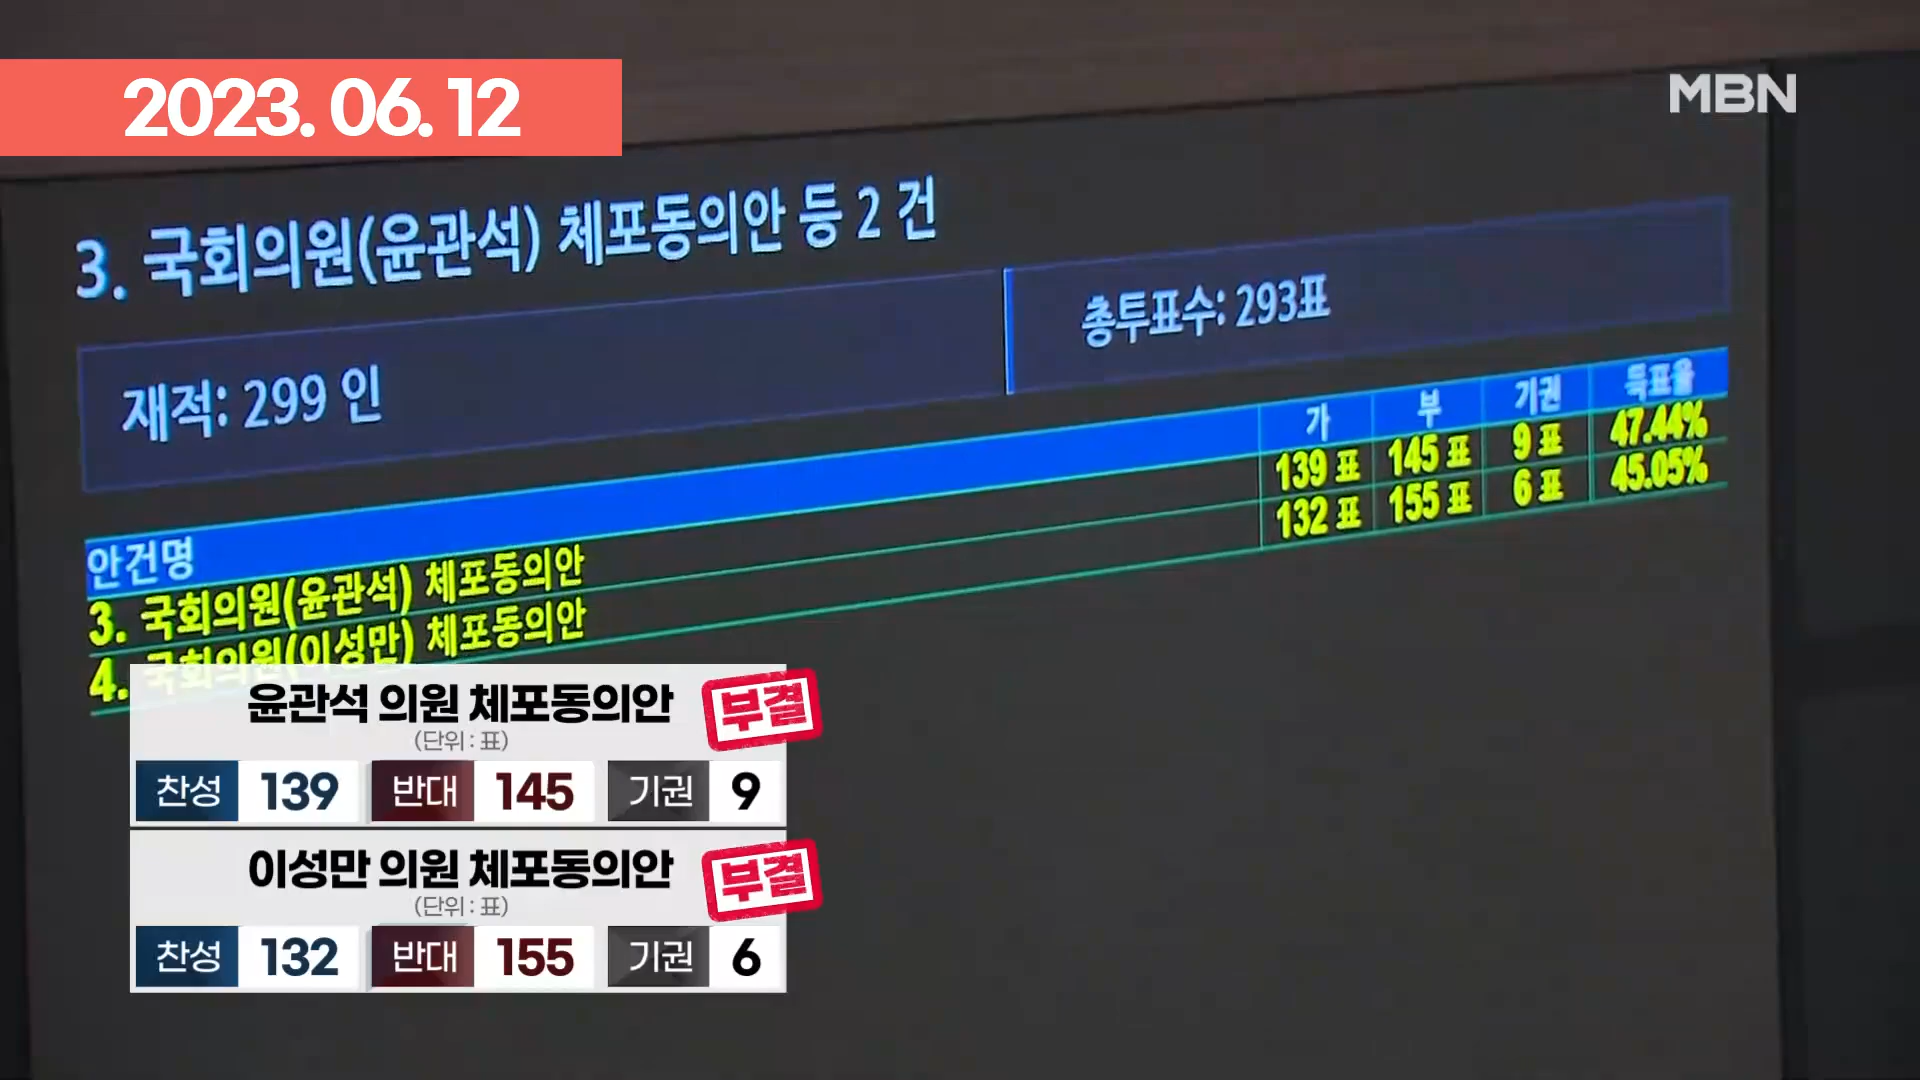 2023. 06. 12
MBN
3. 국회의원(윤관석) 체포동의안 등 2 건
재적: 299 인
총투표수: 293표
안건명 가 부 기권 득표율
3. 국회의원(윤관석) 체포동의안 139 표 145 표 9 표 47.44%
4. 국회의원(이성만) 체포동의안 132 표 155 표 6 표 45.05%
윤관석 의원 체포동의안 부결
(단위 : 표)
찬성 139 반대 145 기권 9
이성만 의원 체포동의안 부결
(단위 : 표)
찬성 132 반대 155 기권 6